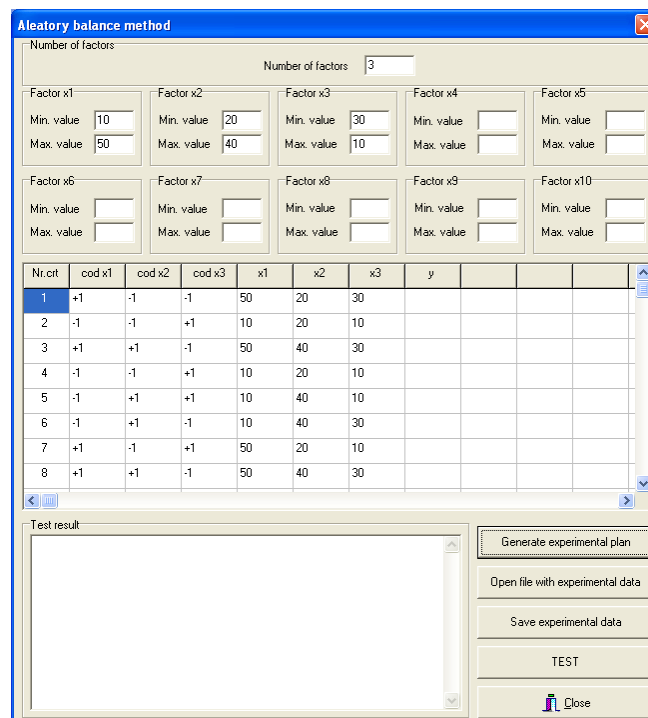 Aleatory balance method
Number of factors
Number of factors 3
Factor x1 Factor x2 Factor x3 Factor x4 Factor x5
Min. value 10 Min. value 20 Min. value 30 Min. value Min. value
Max. value 50 Max. value 40 Max. value 10 Max. value Max. value
Factor x6 Factor x7 Factor x8 Factor x9 Factor x10
Min. value Min. value Min. value Min. value Min. value
Max. value Max. value Max. value Max. value Max. value
Nr.crt cod x1 cod x2 cod x3 x1 x2 x3 y
1 +1 -1 -1 50 20 30
2 -1 -1 +1 10 20 10
3 +1 +1 -1 50 40 30
4 -1 -1 +1 10 20 10
5 -1 +1 +1 10 40 10
6 -1 +1 -1 10 40 30
7 +1 -1 +1 50 20 10
8 +1 +1 -1 50 40 30
Test result
Generate experimental plan
Open file with experimental data
Save experimental data
TEST
Close